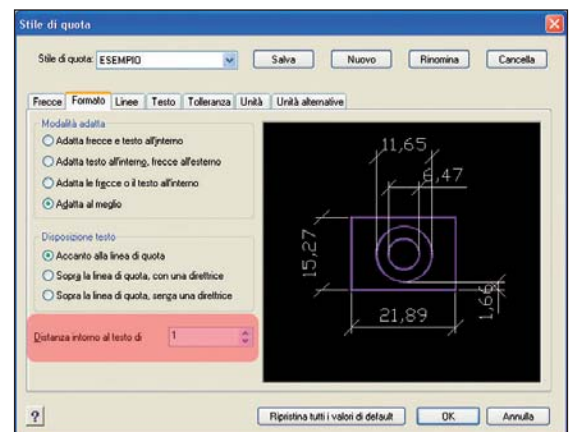 Stile di quota
Stile di quota: ESEMPIO Salva Nuovo Rinomina Cancella
Frecce Formato Linee Testo Tolleranza Unità Unità alternative
Modalità adatta
Adatta frecce e testo all'interno
Adatta testo all'interno, frecce all'esterno
Adatta le frecce o il testo all'interno
Adatta al meglio
Disposizione testo
Accanto alla linea di quota
Sopra la linea di quota, con una direttrice
Sopra la linea di quota, senza una direttrice
Distanza intorno al testo di 1
11,65
6,47
15,27
21,89
1,66
? Ripristina tutti i valori di default OK Annulla